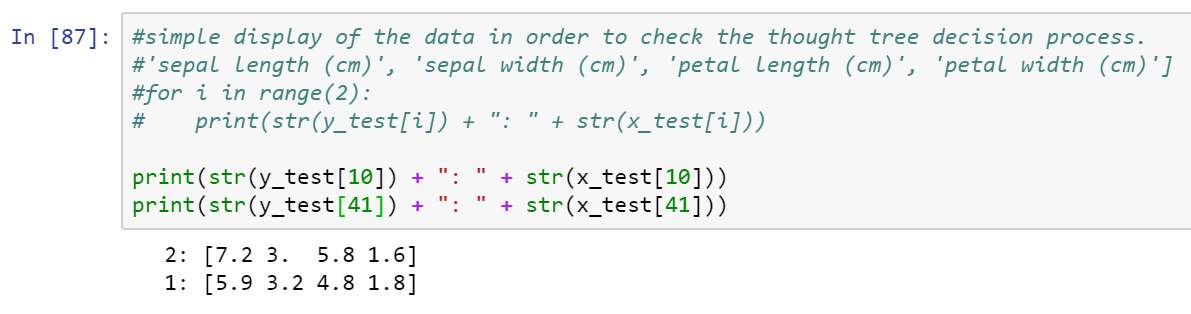 In [87]: #simple display of the data in order to check the thought tree decision process.
#'sepal length (cm)', 'sepal width (cm)', 'petal length (cm)', 'petal width (cm)']
#for i in range(2):
#    print(str(y_test[i]) + ": " + str(x_test[i]))
print(str(y_test[10]) + ": " + str(x_test[10]))
print(str(y_test[41]) + ": " + str(x_test[41]))
2: [7.2 3.  5.8 1.6]
1: [5.9 3.2 4.8 1.8]